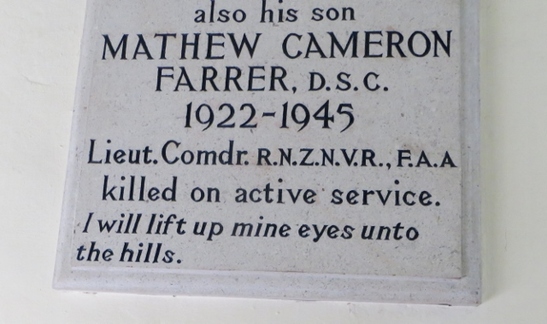 also his son
MATHEW CAMERON
FARRER, D.S.C.
1922-1945
Lieut. Comdr. R.N.Z.N.V.R., F.A.A
killed on active service.
I will lift up mine eyes unto
the hills.